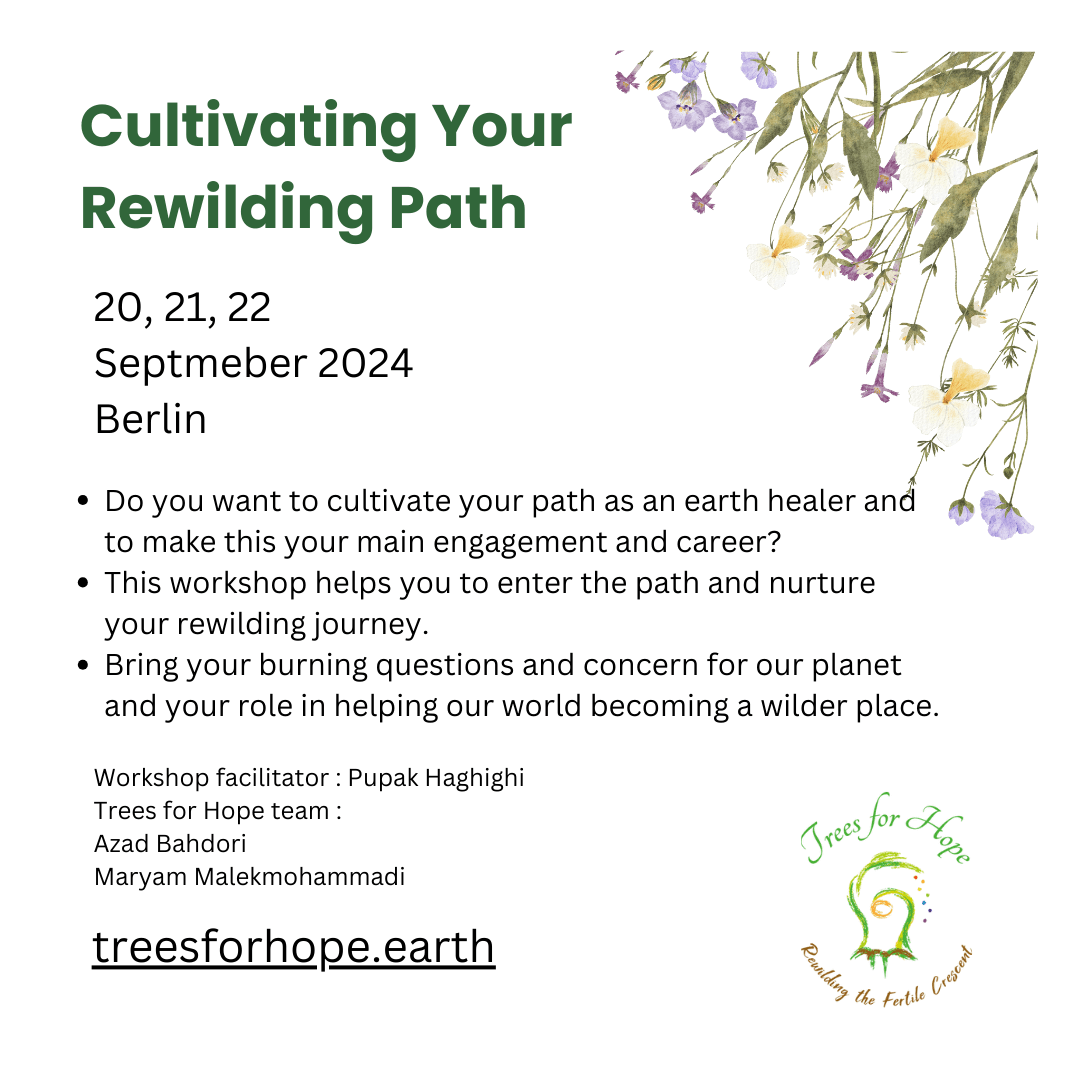 Cultivating Your
Rewilding Path
20, 21, 22
Septmeber 2024
Berlin
• Do you want to cultivate your path as an earth healer and
to make this your main engagement and career?
• This workshop helps you to enter the path and nurture
your rewilding journey.
• Bring your burning questions and concern for our planet
and your role in helping our world becoming a wilder place.
Workshop facilitator : Pupak Haghighi
Trees for Hope team :
Azad Bahdori
Maryam Malekmohammadi
treesforhope.earth
Trees for Hope
Rewilding the Fertile Crescent